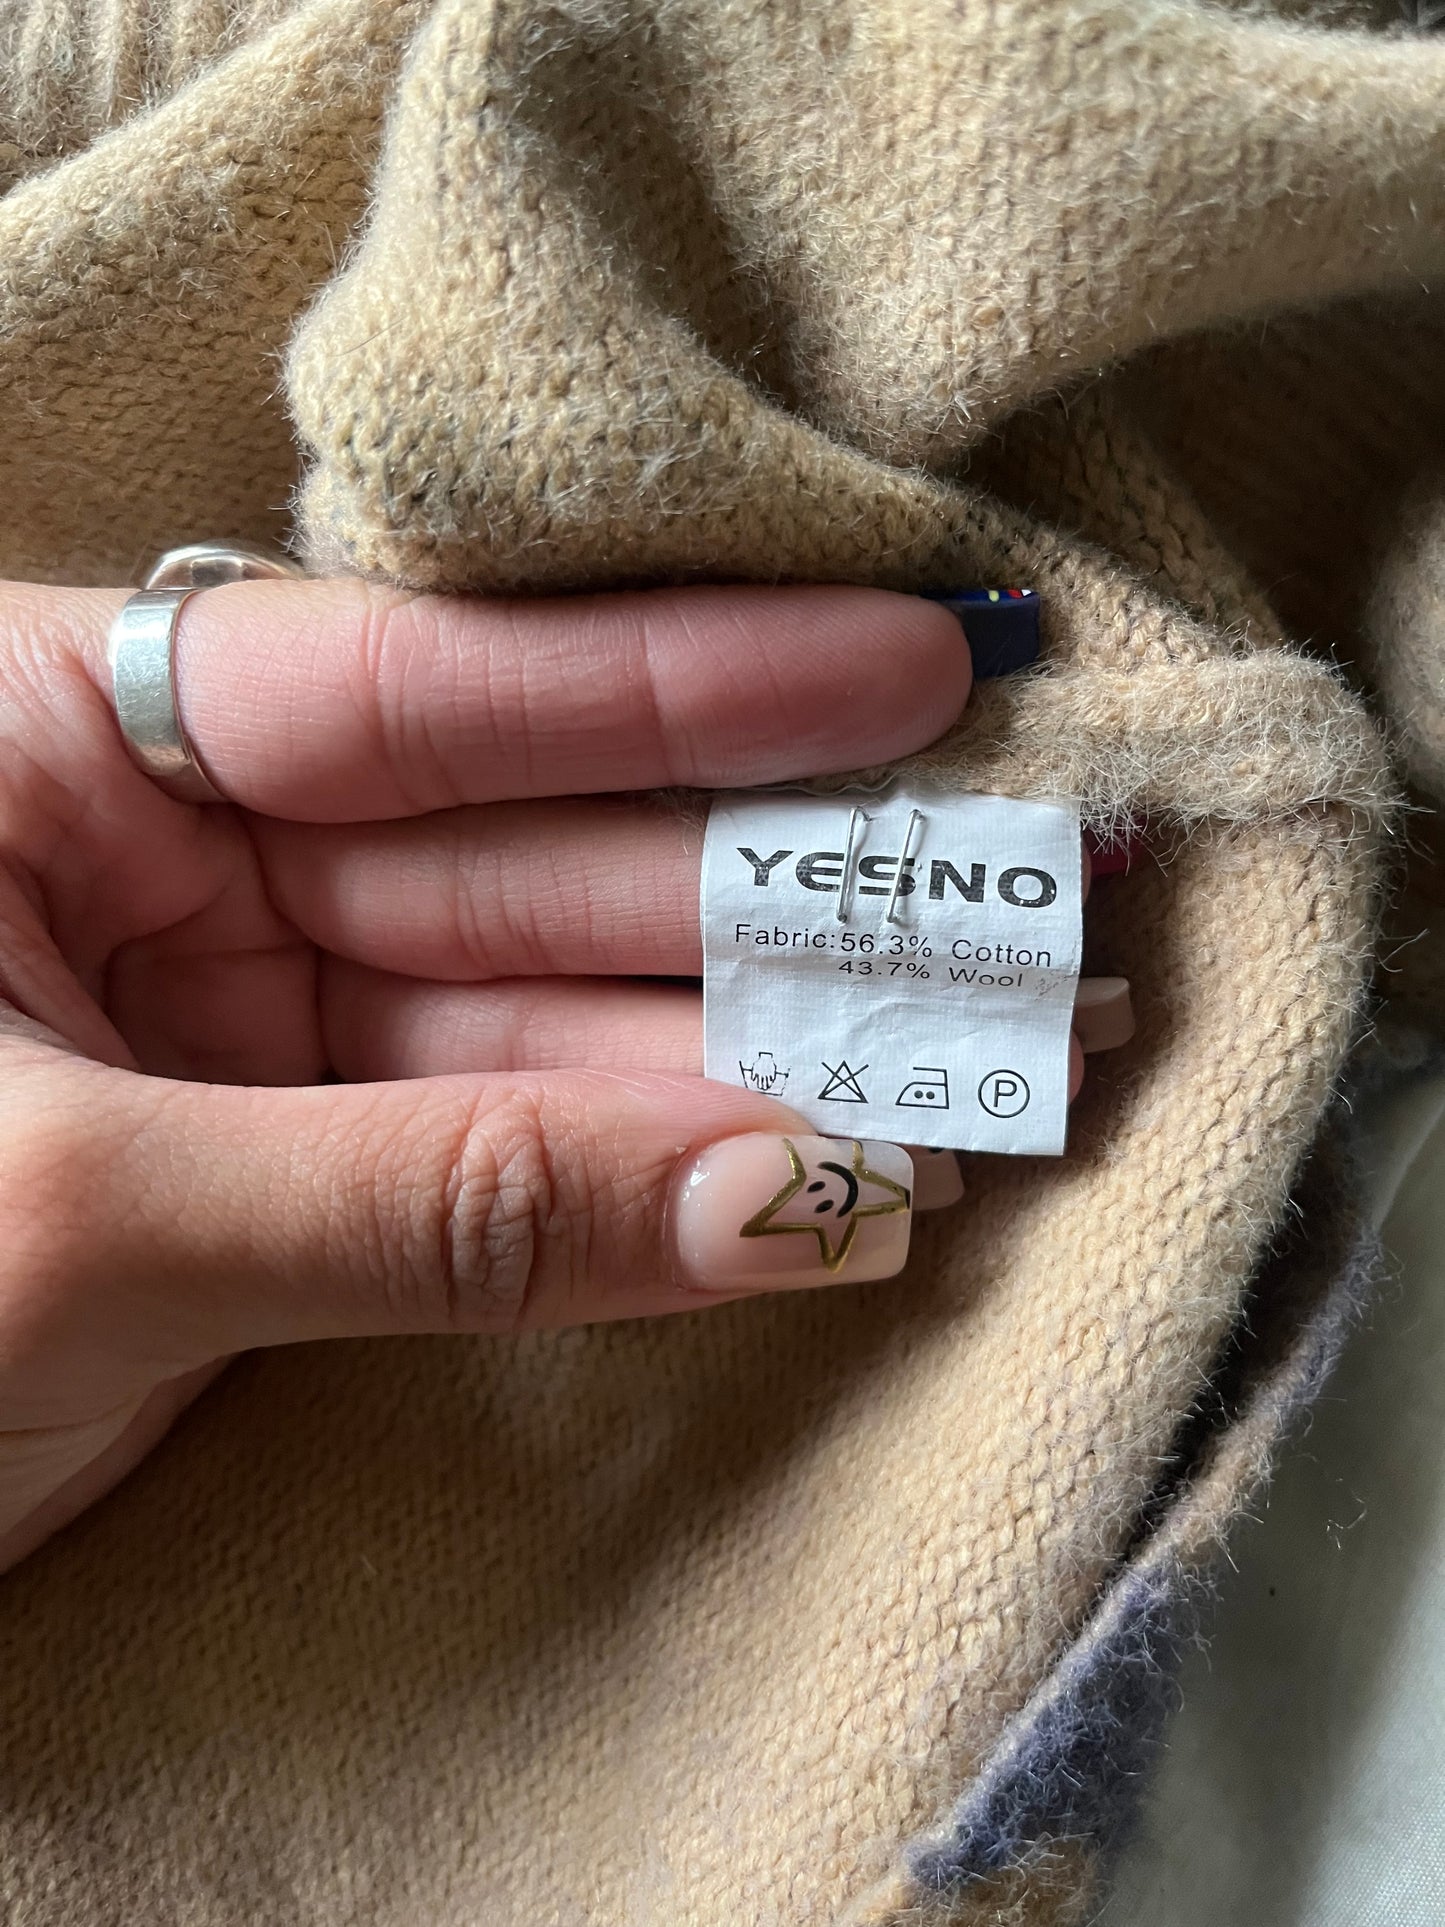 YESNO
Fabric:56.3% Cotton
43.7% Wool
P